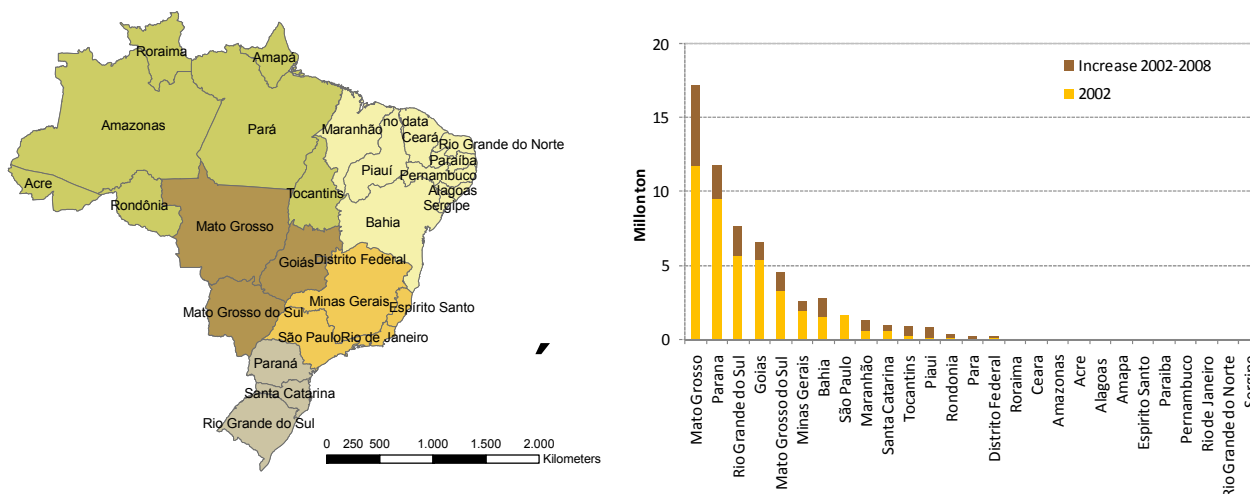 Roraima
Amapá
Amazonas
Pará
Maranhão
no data
Ceará
Rio Grande do Norte
Paraíba
Piauí
Pernambuco
Acre
Tocantins
Alagoas
Rondônia
Sergipe
Mato Grosso
Bahia
Goiás
Distrito Federal
Minas Gerais
Espírito Santo
Mato Grosso do Sul
São Paulo
Rio de Janeiro
Paraná
Santa Catarina
Rio Grande do Sul
0 250 500 1.000 1.500 2.000
Kilometers
20
15
10
5
0
Millonton
Increase 2002-2008
2002
Mato Grosso
Parana
Rio Grande do Sul
Goias
Mato Grosso do Sul
Minas Gerais
Bahia
São Paulo
Maranhão
Santa Catarina
Tocantins
Piaui
Rondonia
Para
Distrito Federal
Roraima
Ceara
Amazonas
Acre
Alagoas
Amapa
Espirito Santo
Paraiba
Pernambuco
Rio de Janeiro
Rio Grande do Norte
Sergipe